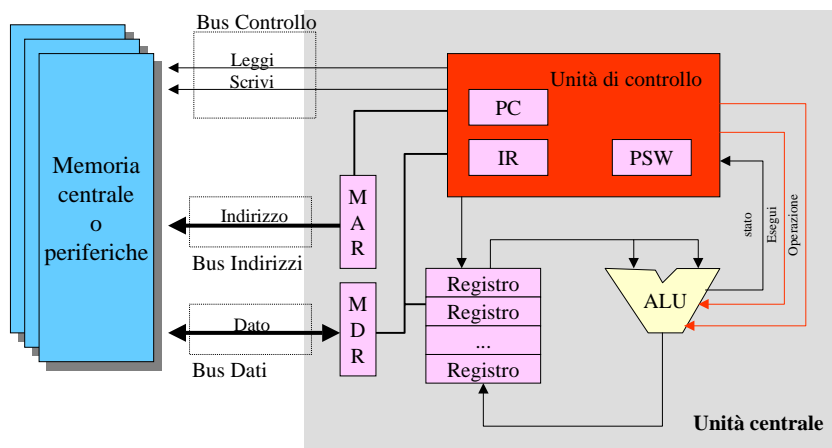 Bus Controllo
Leggi
Scrivi
Unità di controllo
PC
IR
PSW
Memoria
centrale
o
periferiche
M
A
R
Indirizzo
Bus Indirizzi
stato
Esegui
Operazione
M
D
R
Dato
Bus Dati
Registro
Registro
...
Registro
ALU
Unità centrale